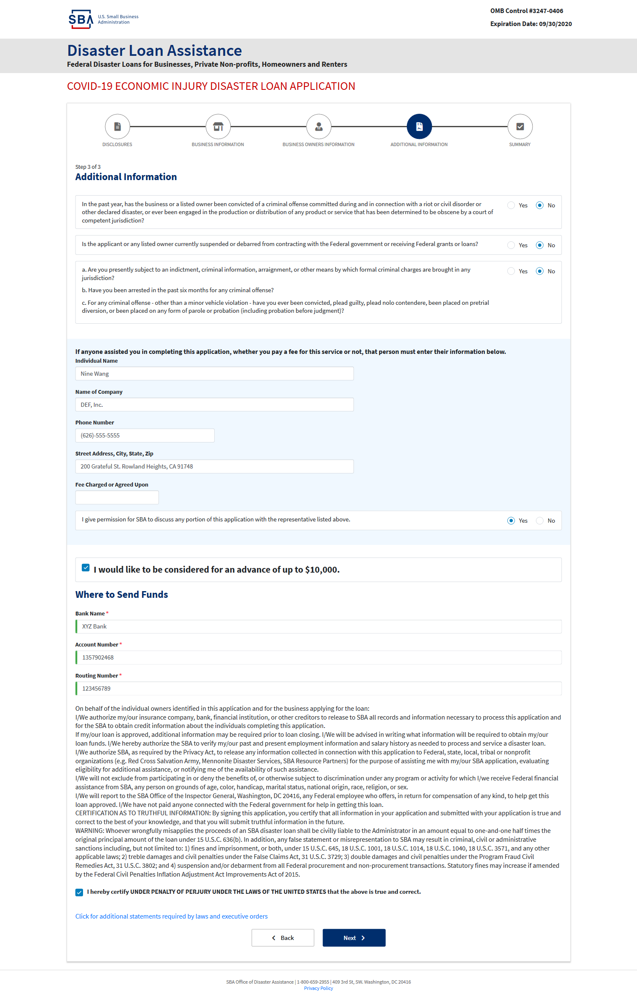 SBA
U.S. Small Business
Administration
OMB Control #3247-0406
Expiration Date: 09/30/2020
Disaster Loan Assistance
Federal Disaster Loans for Businesses, Private Non-profits, Homeowners and Renters
COVID-19 ECONOMIC INJURY DISASTER LOAN APPLICATION
DISCLOSURES
BUSINESS INFORMATION
BUSINESS OWNERS INFORMATION
ADDITIONAL INFORMATION
SUMMARY
Step 3 of 3
Additional Information
In the past year, has the business or a listed owner been convicted of a criminal offense committed during and in connection with a riot or civil disorder or
other declared disaster, or ever been engaged in the production or distribution of any product or service that has been determined to be obscene by a court of
competent jurisdiction?
Yes No
Is the applicant or any listed owner currently suspended or debarred from contracting with the Federal government or receiving Federal grants or loans?
Yes No
a. Are you presently subject to an indictment, criminal information, arraignment, or other means by which formal criminal charges are brought in any
jurisdiction?
Yes No
b. Have you been arrested in the past six months for any criminal offense?
c. For any criminal offense - other than a minor vehicle violation - have you ever been convicted, plead guilty, plead nolo contendere, been placed on pretrial
diversion, or been placed on any form of parole or probation (including probation before judgment)?
If anyone assisted you in completing this application, whether you pay a fee for this service or not, that person must enter their information below.
Individual Name
Nine Wang
Name of Company
DEF, Inc.
Phone Number
(626)-555-5555
Street Address, City, State, Zip
200 Grateful St. Rowland Heights, CA 91748
Fee Charged or Agreed Upon
I give permission for SBA to discuss any portion of this application with the representative listed above.
Yes No
I would like to be considered for an advance of up to $10,000.
Where to Send Funds
Bank Name *
XYZ Bank
Account Number *
1357902468
Routing Number *
123456789
On behalf of the individual owners identified in this application and for the business applying for the loan:
I/We authorize my/our insurance company, bank, financial institution, or other creditors to release to SBA all records and information necessary to process this application and
for the SBA to obtain credit information about the individuals completing this application.
If my/our loan is approved, additional information may be required prior to loan closing. I/We will be advised in writing what information will be required to obtain my/our
loan funds. I/We hereby authorize the SBA to verify my/our past and present employment information and salary history as needed to process and service a disaster loan.
I/We authorize SBA, as required by the Privacy Act, to release any information collected in connection with this application to Federal, state, local, tribal or nonprofit
organizations (e.g. Red Cross Salvation Army, Mennonite Disaster Services, SBA Resource Partners) for the purpose of assisting me with my/our SBA application, evaluating
eligibility for additional assistance, or notifying me of the availability of such assistance.
I/We will not exclude from participating in or deny the benefits of, or otherwise subject to discrimination under any program or activity for which I/we receive Federal financial
assistance from SBA, any person on grounds of age, color, handicap, marital status, national origin, race, religion, or sex.
I/We will report to the SBA Office of the Inspector General, Washington, DC 20416, any Federal employee who offers, in return for compensation of any kind, to help get this
loan approved. I/We have not paid anyone connected with the Federal government for help in getting this loan.
CERTIFICATION AS TO TRUTHFUL INFORMATION: By signing this application, you certify that all information in your application and submitted with your application is true and
correct to the best of your knowledge, and that you will submit truthful information in the future.
WARNING: Whoever wrongfully misapplies the proceeds of an SBA disaster loan shall be civilly liable to the Administrator in an amount equal to one-and-one half times the
original principal amount of the loan under 15 U.S.C. 636(b). In addition, any false statement or misrepresentation to SBA may result in criminal, civil or administrative
sanctions including, but not limited to: 1) fines and imprisonment, or both, under 15 U.S.C. 645, 18 U.S.C. 1001, 18 U.S.C. 1014, 18 U.S.C. 1040, 18 U.S.C. 3571, and any other
applicable laws; 2) treble damages and civil penalties under the False Claims Act, 31 U.S.C. 3729; 3) double damages and civil penalties under the Program Fraud Civil
Remedies Act, 31 U.S.C. 3802; and 4) suspension and/or debarment from all Federal procurement and non-procurement transactions. Statutory fines may increase if amended
by the Federal Civil Penalties Inflation Adjustment Act Improvements Act of 2015.
I hereby certify UNDER PENALTY OF PERJURY UNDER THE LAWS OF THE UNITED STATES that the above is true and correct.
Click for additional statements required by laws and executive orders
Back
Next
SBA Office of Disaster Assistance | 1-800-659-2955 | 409 3rd St, SW. Washington, DC 20416
Privacy Policy